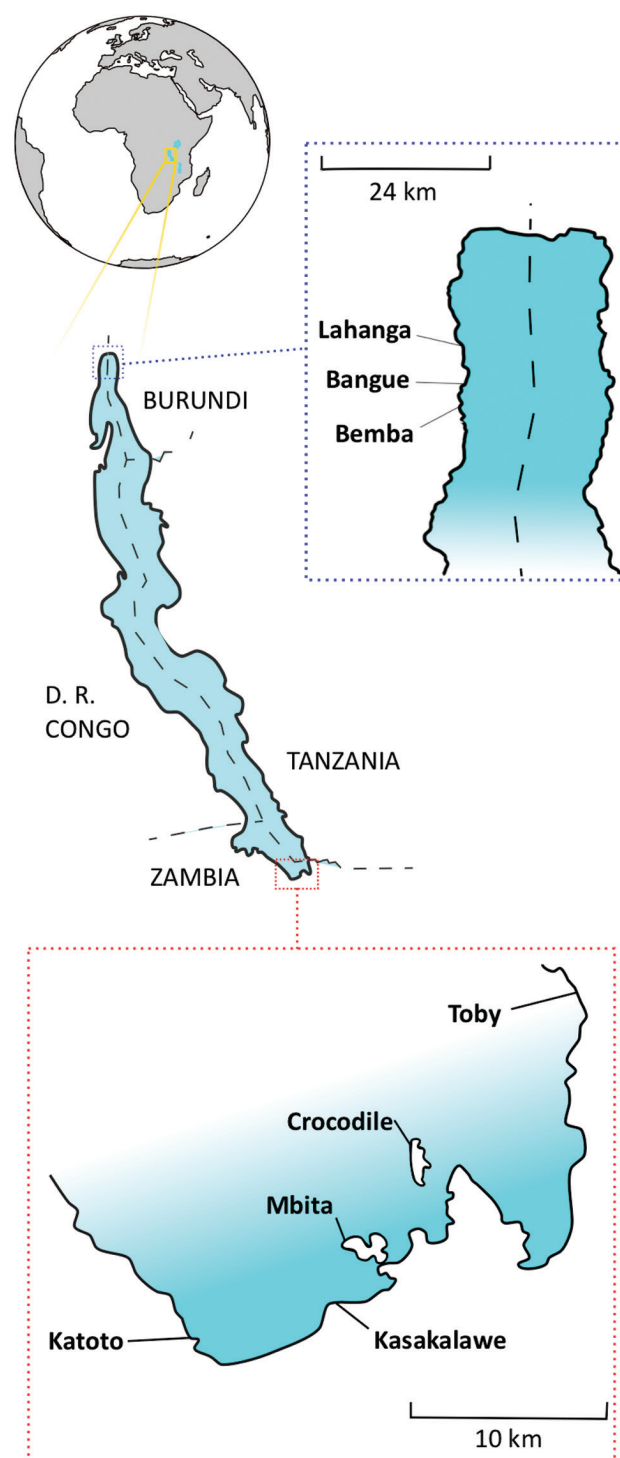 24 km
Lahanga
Bangue
Bemba
BURUNDI
D. R.
CONGO
TANZANIA
ZAMBIA
Toby
Crocodile
Mbita
Katoto
Kasakalawe
10 km